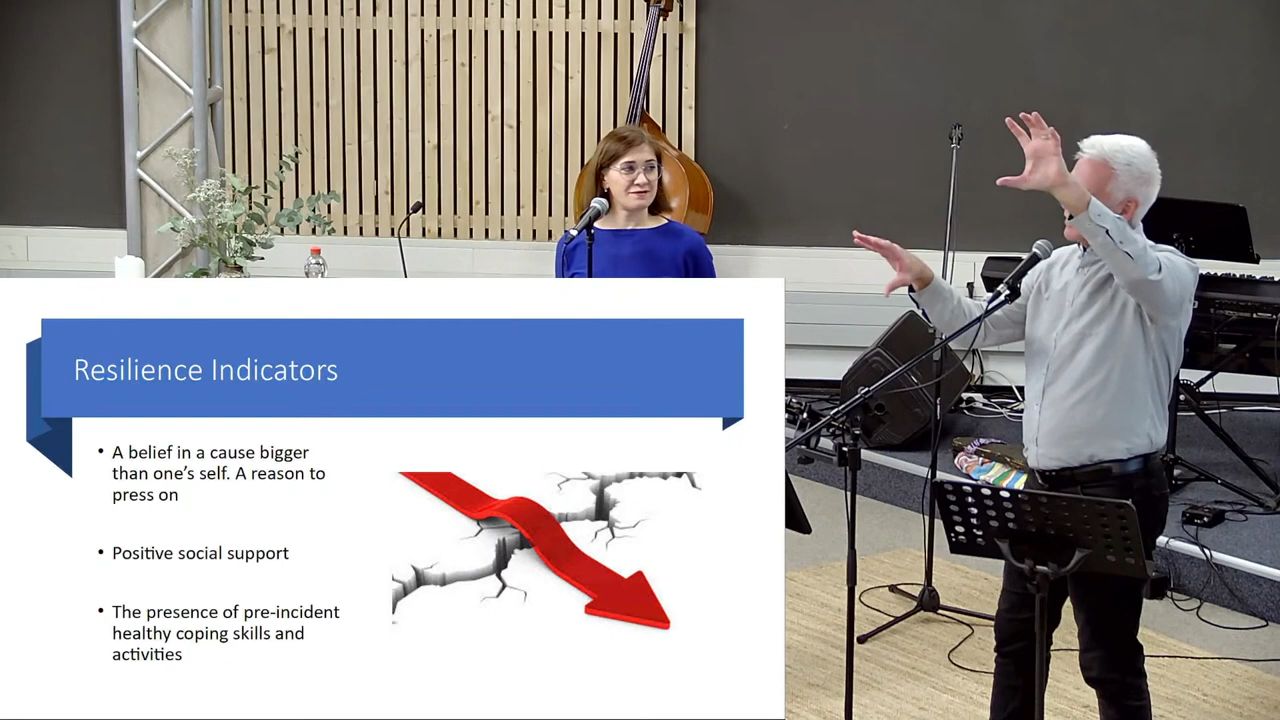 Resilience Indicators
• A belief in a cause bigger
than one’s self. A reason to
press on
• Positive social support
• The presence of pre-incident
healthy coping skills and
activities